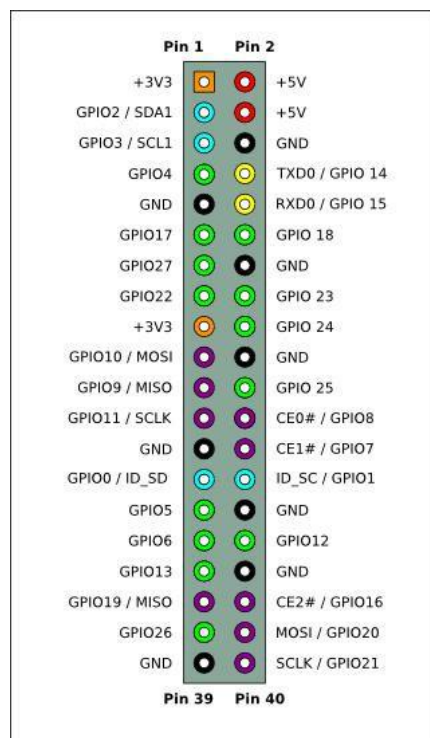 Pin 1 Pin 2
+3V3 +5V
GPIO2 / SDA1 +5V
GPIO3 / SCL1 GND
GPIO4 TXD0 / GPIO 14
GND RXD0 / GPIO 15
GPIO17 GPIO 18
GPIO27 GND
GPIO22 GPIO 23
+3V3 GPIO 24
GPIO10 / MOSI GND
GPIO9 / MISO GPIO 25
GPIO11 / SCLK CE0# / GPIO8
GND CE1# / GPIO7
GPIO0 / ID_SD ID_SC / GPIO1
GPIO5 GND
GPIO6 GPIO12
GPIO13 GND
GPIO19 / MISO CE2# / GPIO16
GPIO26 MOSI / GPIO20
GND SCLK / GPIO21
Pin 39 Pin 40